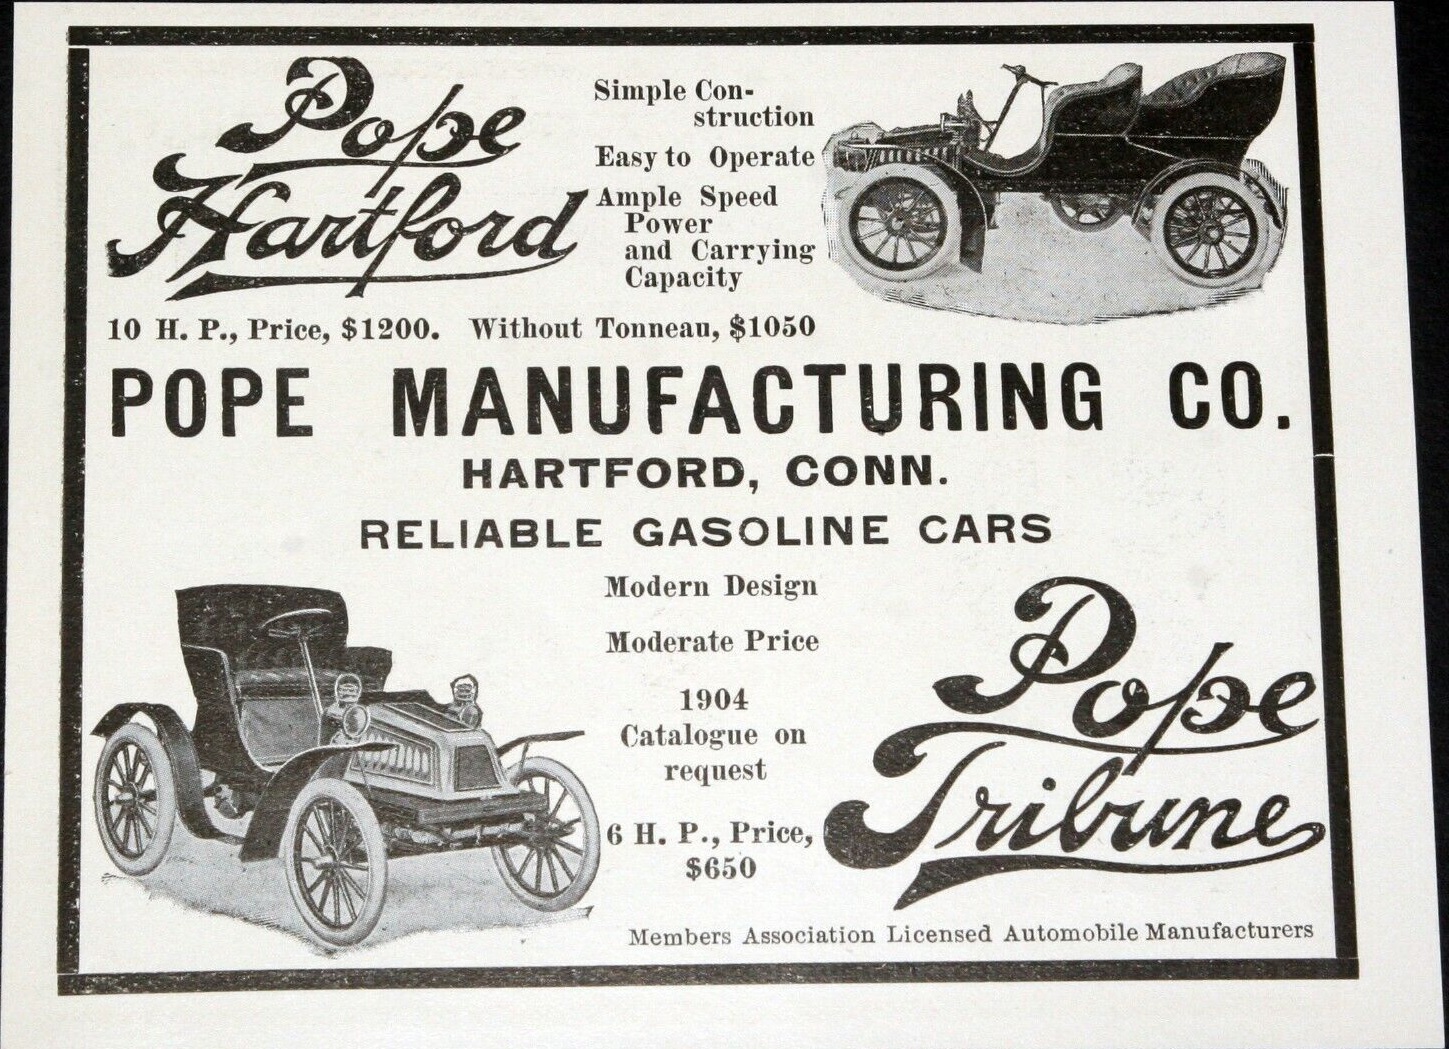 Pope
Hartford
Simple Con-
struction
Easy to Operate
Ample Speed
Power
and Carrying
Capacity
10 H. P., Price, $1200. Without Tonneau, $1050
POPE MANUFACTURING CO.
HARTFORD, CONN.
RELIABLE GASOLINE CARS
Modern Design
Moderate Price
1904
Catalogue on
request
6 H. P., Price,
$650
Pope
Tribune
Members Association Licensed Automobile Manufacturers